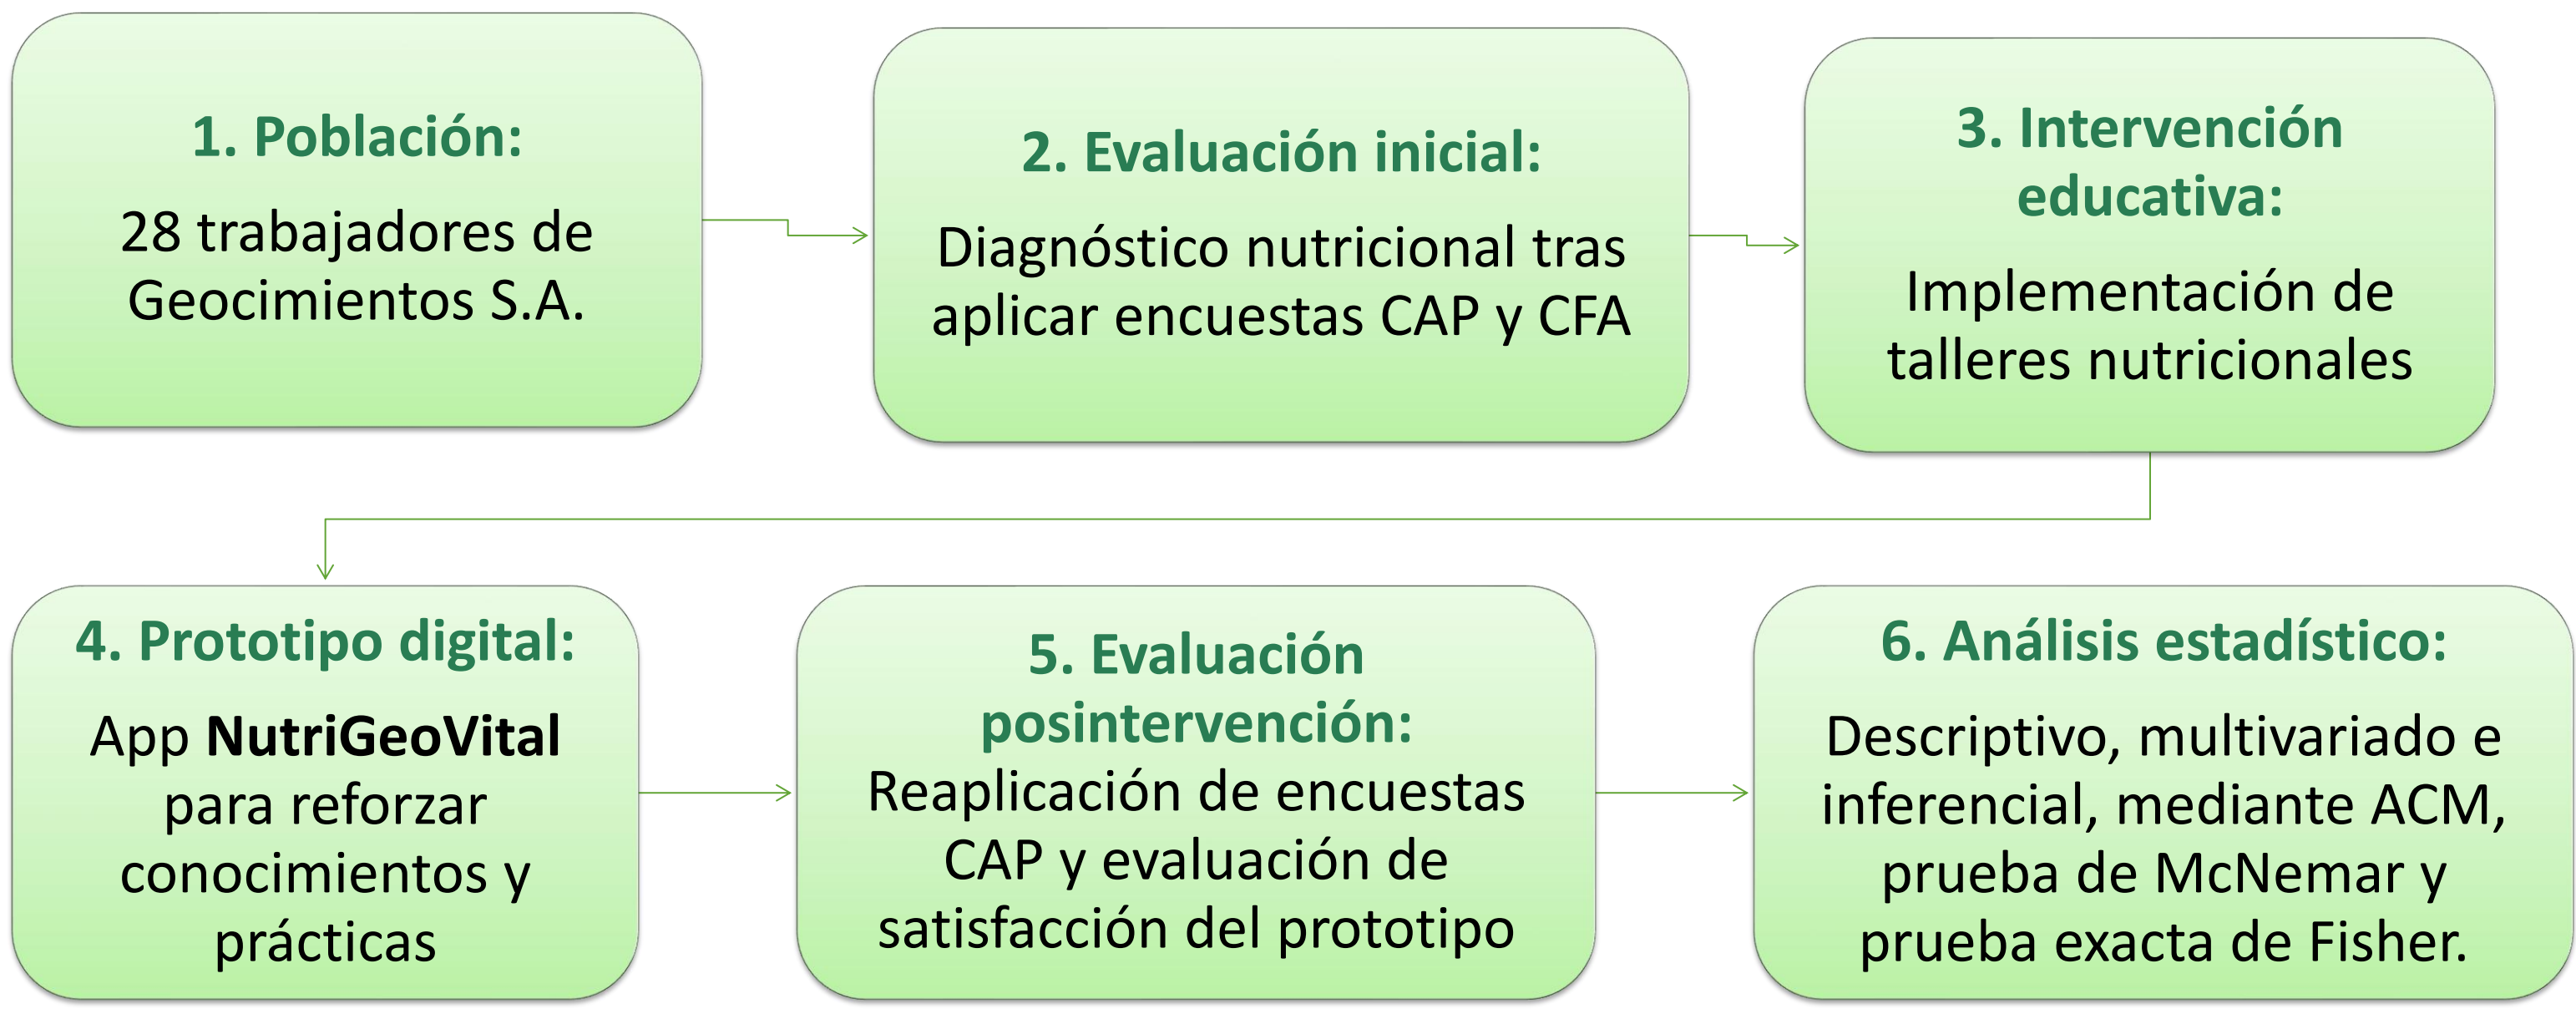 1. Población:
28 trabajadores de
Geocimientos S.A.
2. Evaluación inicial:
Diagnóstico nutricional tras
aplicar encuestas CAP y CFA
3. Intervención
educativa:
Implementación de
talleres nutricionales
4. Prototipo digital:
App NutriGeoVital
para reforzar
conocimientos y
prácticas
5. Evaluación
posintervención:
Reaplicación de encuestas
CAP y evaluación de
satisfacción del prototipo
6. Análisis estadístico:
Descriptivo, multivariado e
inferencial, mediante ACM,
prueba de McNemar y
prueba exacta de Fisher.